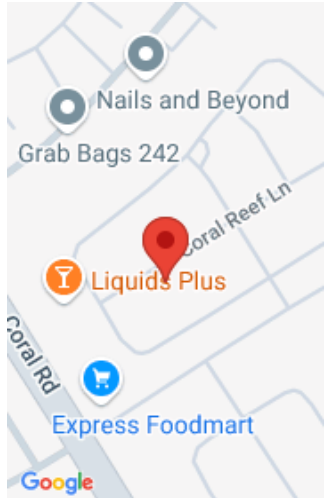 Nails and Beyond
Grab Bags 242
Coral Reef Ln
Liquids Plus
Coral Rd
Express Foodmart
Google